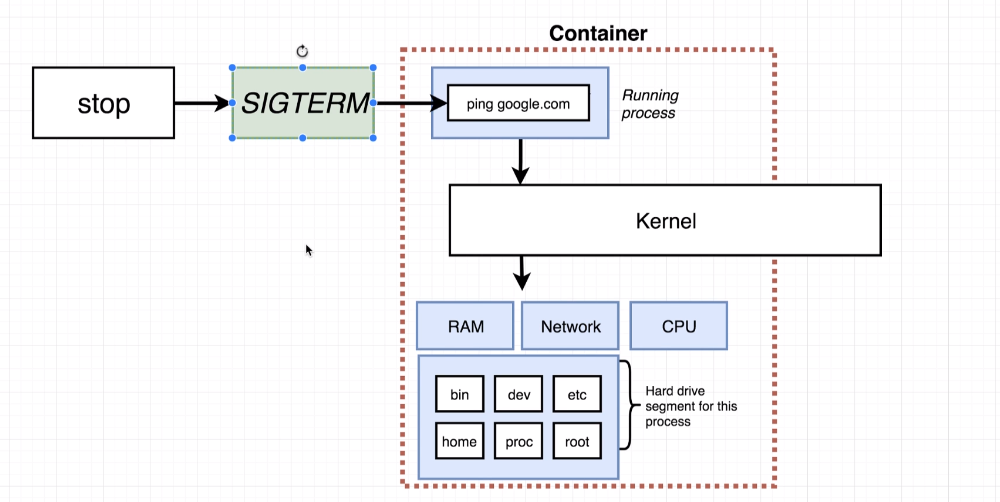 Container
stop
SIGTERM
ping google.com
Running
process
Kernel
RAM
Network
CPU
bin
dev
etc
home
proc
root
Hard drive
segment for this
process